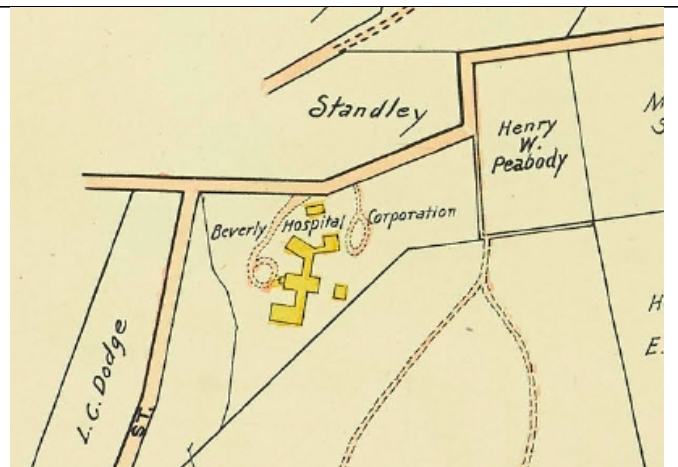 Standley
Henry
W.
Peabody
M
S
Beverly Hospital Corporation
L.C. Dodge
ST.
H
E.